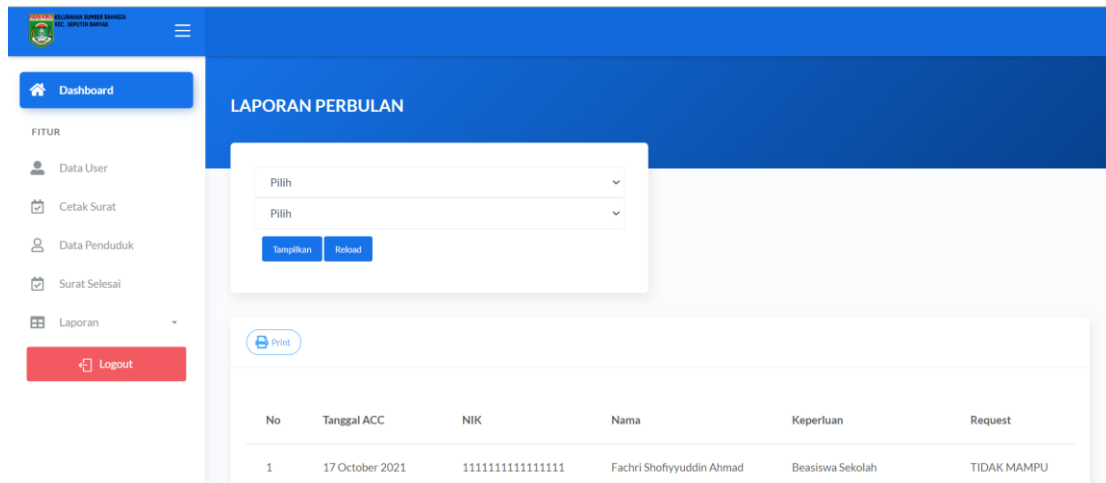 KELURAHAN SUMBER BAHAGIA
KEC. SEPUTIH BANYAK
Dashboard
FITUR
Data User
Cetak Surat
Data Penduduk
Surat Selesai
Laporan
Logout
LAPORAN PERBULAN
Pilih
Pilih
Tampilkan Reload
Print
No Tanggal ACC NIK Nama Keperluan Request
1 17 October 2021 1111111111111111 Fachri Shofiyyuddin Ahmad Beasiswa Sekolah TIDAK MAMPU